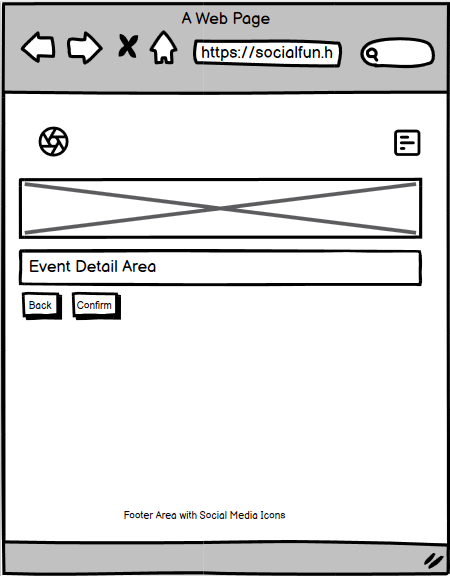 A Web Page
https://socialfun.h
Event Detail Area
Back
Confirm
Footer Area with Social Media Icons